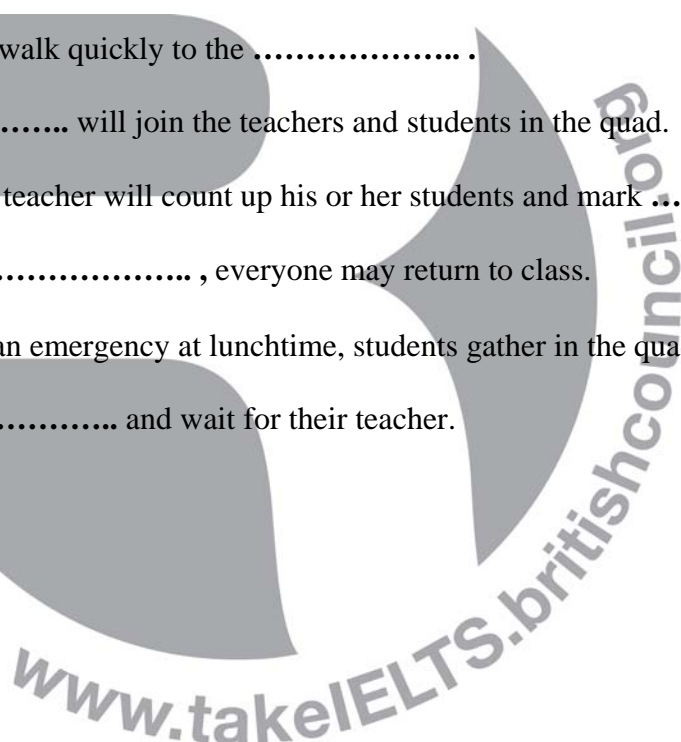 walk quickly to the ……………….. .
…….. will join the teachers and students in the quad.
teacher will count up his or her students and mark …
……………….. , everyone may return to class.
an emergency at lunchtime, students gather in the qua
………….. and wait for their teacher.
www.takeIELTS.britishcouncil.org